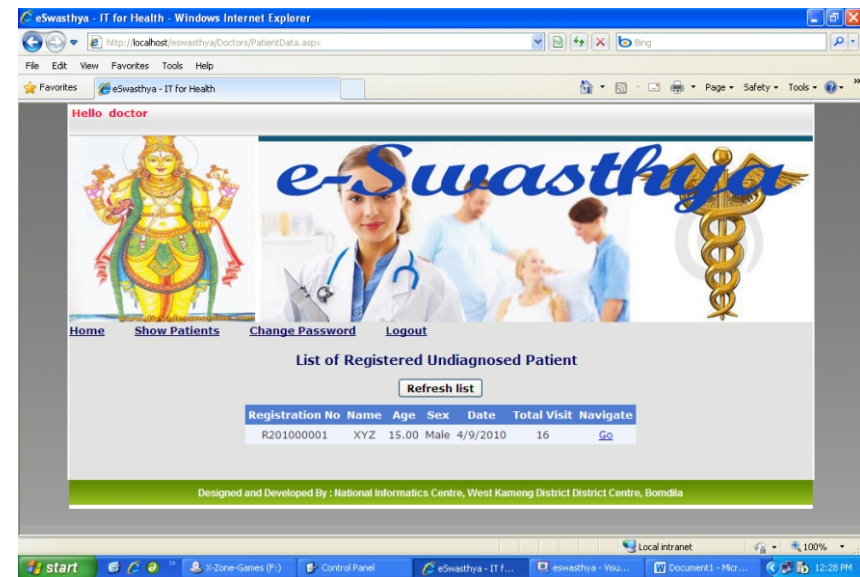 eSwasthya - IT for Health - Windows Internet Explorer
http://localhost/eswasthya/Doctors/PatientData.aspx
Bing
File Edit View Favorites Tools Help
Favorites eSwasthya - IT for Health Page Safety Tools
Hello doctor
e-Swasthya
Home Show Patients Change Password Logout
List of Registered Undiagnosed Patient
Refresh list
Registration No Name Age Sex Date Total Visit Navigate
R201000001 XYZ 15.00 Male 4/9/2010 16 Go
Designed and Developed By : National Informatics Centre, West Kameng District District Centre, Bomdila
Local intranet 100%
start X-Zone-Games (F:) Control Panel eSwasthya - IT f... eswasthya - Visu... Document1 - Micr... 12:28 PM